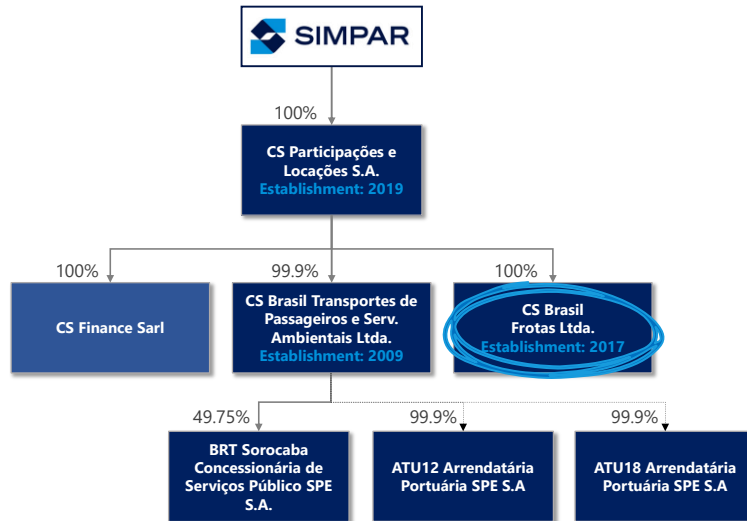 SIMPAR
100%
CS Participações e
Locações S.A.
Establishment: 2019
100%
99.9%
100%
CS Finance Sarl
CS Brasil Transportes de
Passageiros e Serv.
Ambientais Ltda.
Establishment: 2009
CS Brasil
Frotas Ltda.
Establishment: 2017
49.75%
99.9%
99.9%
BRT Sorocaba
Concessionária de
Serviços Público SPE
S.A.
ATU12 Arrendatária
Portuária SPE S.A
ATU18 Arrendatária
Portuária SPE S.A